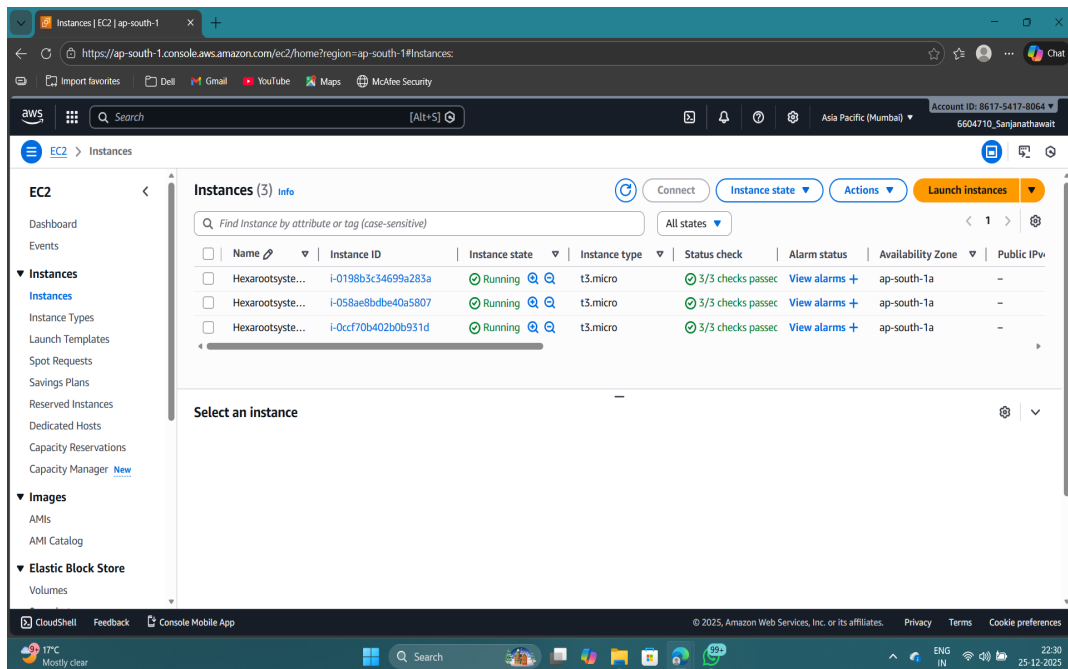 Instances | EC2 | ap-south-1
https://ap-south-1.console.aws.amazon.com/ec2/home?region=ap-south-1#Instances:
Chat
Import favorites Dell Gmail YouTube Maps McAfee Security
aws Search [Alt+S] Asia Pacific (Mumbai) ▼ Account ID: 8617-5417-8064 ▼
6604710_Sanjanathawait
EC2 > Instances
EC2
Dashboard
Events
Instances
Instances
Instance Types
Launch Templates
Spot Requests
Savings Plans
Reserved Instances
Dedicated Hosts
Capacity Reservations
Capacity Manager New
Images
AMIs
AMI Catalog
Elastic Block Store
Volumes
Instances (3) Info Connect Instance state ▼ Actions ▼ Launch instances ▼
Find Instance by attribute or tag (case-sensitive) All states ▼ < 1 >
Name Instance ID Instance state Instance type Status check Alarm status Availability Zone Public IPv
Hexarootsyste... i-0198b3c34699a283a Running t3.micro 3/3 checks passec View alarms + ap-south-1a –
Hexarootsyste... i-058ae8bdbe40a5807 Running t3.micro 3/3 checks passec View alarms + ap-south-1a –
Hexarootsyste... i-0ccf70b402b0b931d Running t3.micro 3/3 checks passec View alarms + ap-south-1a –
Select an instance
CloudShell Feedback Console Mobile App © 2025, Amazon Web Services, Inc. or its affiliates. Privacy Terms Cookie preferences
9+ 17°C
Mostly clear
Search
99+
ENG
IN
22:30
25-12-2025